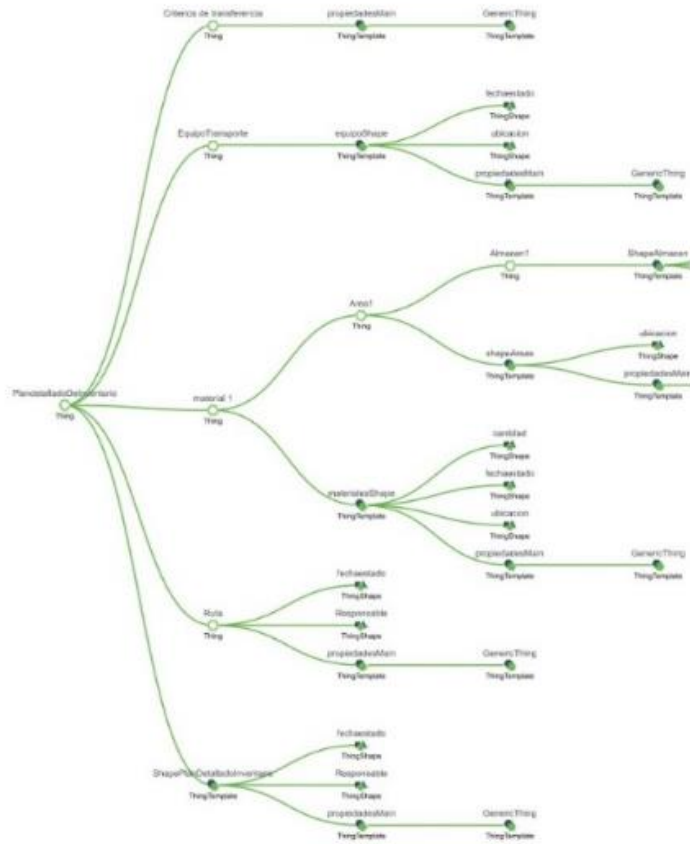 Criterios de transferencia
Thing
propiedadesMain
ThingTemplate
GenericThing
ThingTemplate
EquipoTransporte
Thing
equipoShape
ThingTemplate
fechaestado
ThingShape
ubicacion
ThingShape
propiedadesMain
ThingTemplate
GenericThing
ThingTemplate
Almacen1
Thing
ShapeAlmacen
ThingTemplate
Area1
Thing
shapeAreas
ThingTemplate
ubicacion
ThingShape
propiedadesMain
ThingTemplate
PlandetalladoDeInventario
Thing
material 1
Thing
cantidad
ThingShape
materialesShape
ThingTemplate
fechaestado
ThingShape
ubicacion
ThingShape
propiedadesMain
ThingTemplate
GenericThing
ThingTemplate
Ruta
Thing
fechaestado
ThingShape
Responsable
ThingShape
propiedadesMain
ThingTemplate
GenericThing
ThingTemplate
ShapePlanDetalladoInventario
ThingTemplate
fechaestado
ThingShape
Responsable
ThingShape
propiedadesMain
ThingTemplate
GenericThing
ThingTemplate